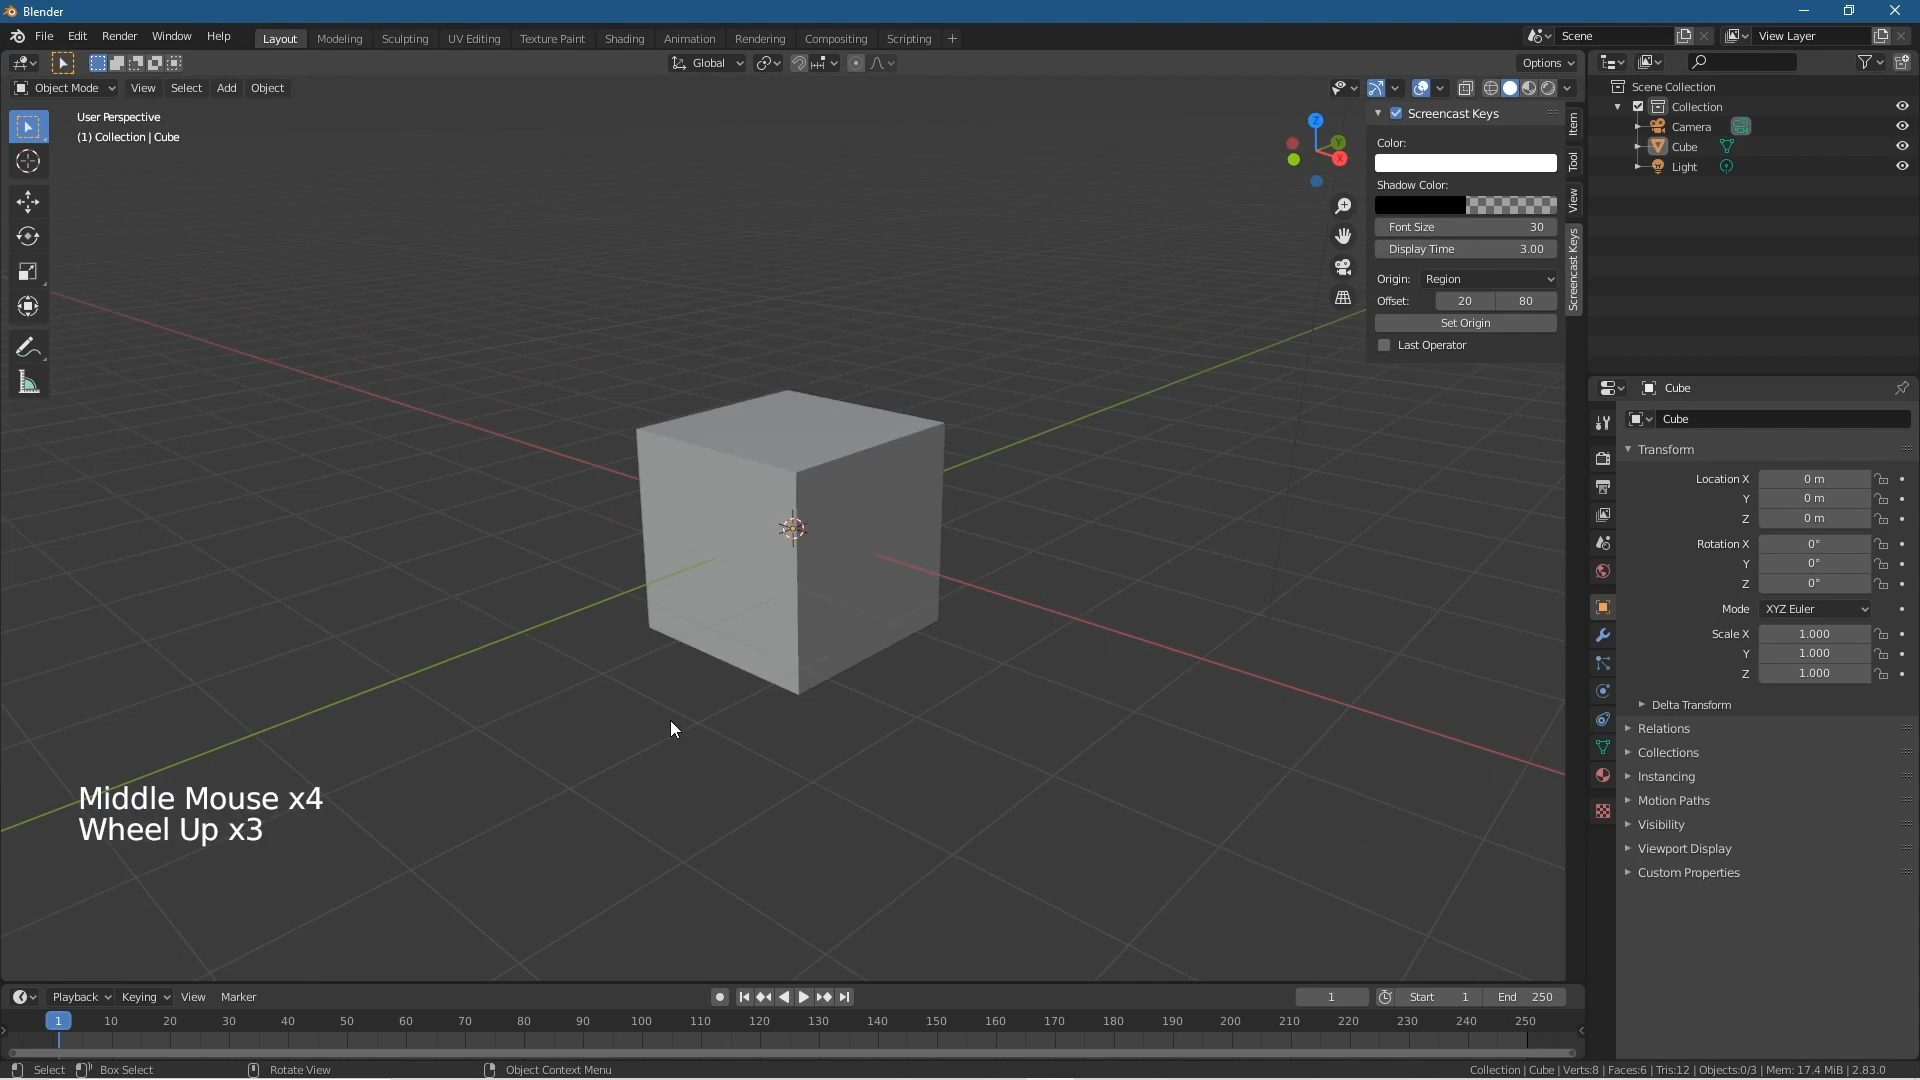 Blender
File Edit Render Window Help
Layout Modeling Sculpting UV Editing Texture Paint Shading Animation Rendering Compositing Scripting +
Scene
View Layer
Global
Options
Object Mode View Select Add Object
User Perspective
(1) Collection | Cube
Z
Y
X
Screencast Keys
Color:
Shadow Color:
Font Size 30
Display Time 3.00
Origin: Region
Offset: 20 80
Set Origin
Last Operator
Item
Tool
View
Screencast Keys
Scene Collection
Collection
Camera
Cube
Light
Cube
Cube
Transform
Location X 0 m
Y 0 m
Z 0 m
Rotation X 0°
Y 0°
Z 0°
Mode XYZ Euler
Scale X 1.000
Y 1.000
Z 1.000
Delta Transform
Relations
Collections
Instancing
Motion Paths
Visibility
Viewport Display
Custom Properties
Middle Mouse x4
Wheel Up x3
Playback Keying View Marker
1 Start 1 End 250
1 10 20 30 40 50 60 70 80 90 100 110 120 130 140 150 160 170 180 190 200 210 220 230 240 250
Select Box Select Rotate View Object Context Menu
Collection | Cube | Verts:8 | Faces:6 | Tris:12 | Objects:0/3 | Mem: 17.4 MiB | 2.83.0